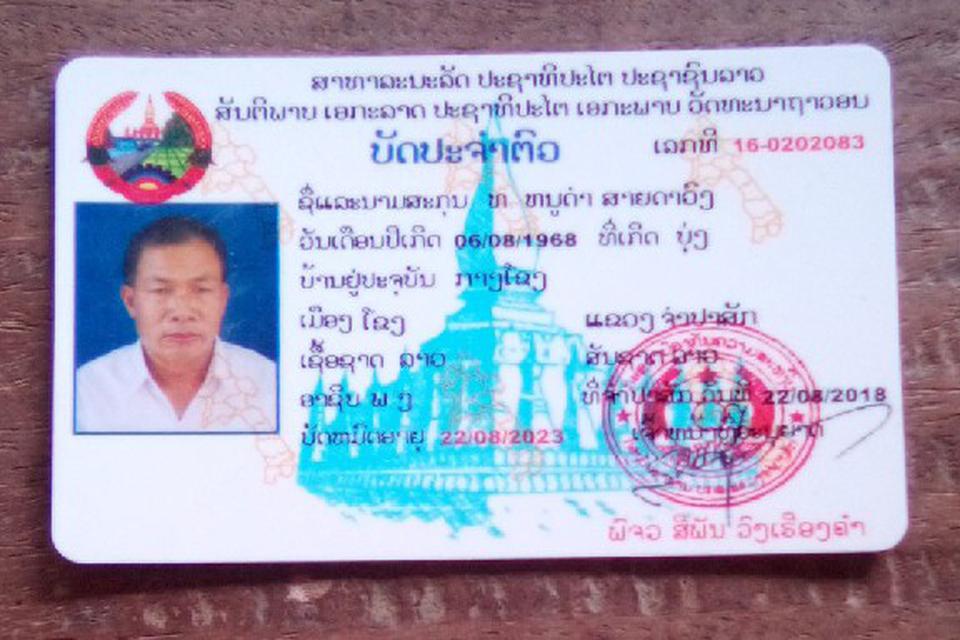 ສາທາລະນະລັດ ປະຊາທິປະໄຕ ປະຊາຊົນລາວ
ສັນຕິພາບ ເອກະລາດ ປະຊາທິປະໄຕ ເອກະພາບ ວັດທະນາຖາວອນ
ບັດປະຈຳຕົວ ເລກທີ 16-0202083
ຊື່ແລະນາມສະກຸນ ທ ຫນູດຳ ສາຍດາວົງ
ວັນເດືອນປີເກີດ 06/08/1968 ທີ່ເກີດ ບຸ່ງ
ບ້ານຢູ່ປະຈຸບັນ ກາງໂຂງ
ເມືອງ ໂຂງ ແຂວງ ຈຳປາສັກ
ເຊື້ອຊາດ ລາວ ສັນຊາດ ລາວ
ອາຊີບ ພ ງ ທີ່ຈຳປາສັກ ວັນທີ 22/08/2018
ບັດຫມົດອາຍຸ 22/08/2023
ພົຈວ ສີພັນ ວົງເຮືອງຄຳ